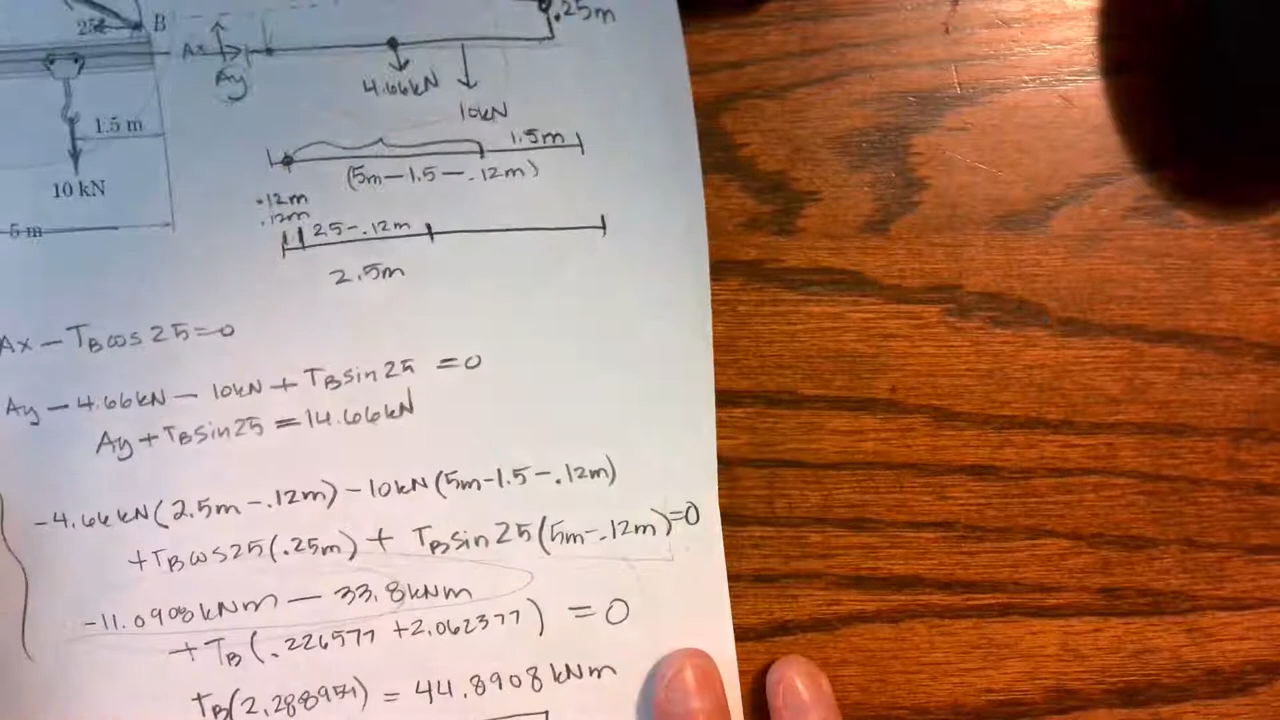 25 B
.25m
Ax
Ay
4.66kN
10kN
1.5 m
10 kN
5 m
1.5m
(5m-1.5-.12m)
.12m
.12m
25-.12m
2.5m
Ax - TBcos25=0
Ay - 4.66kN - 10kN + TBsin25 =0
Ay + TBsin25 = 14.66kN
-4.66kN(2.5m-.12m) - 10kN(5m-1.5-.12m)
+TBcos25(.25m) + TBsin25(5m-.12m)=0
-11.0908kNm - 33.8kNm
+TB(.226577 +2.062377) =0
TB(2.288954) = 44.8908kNm